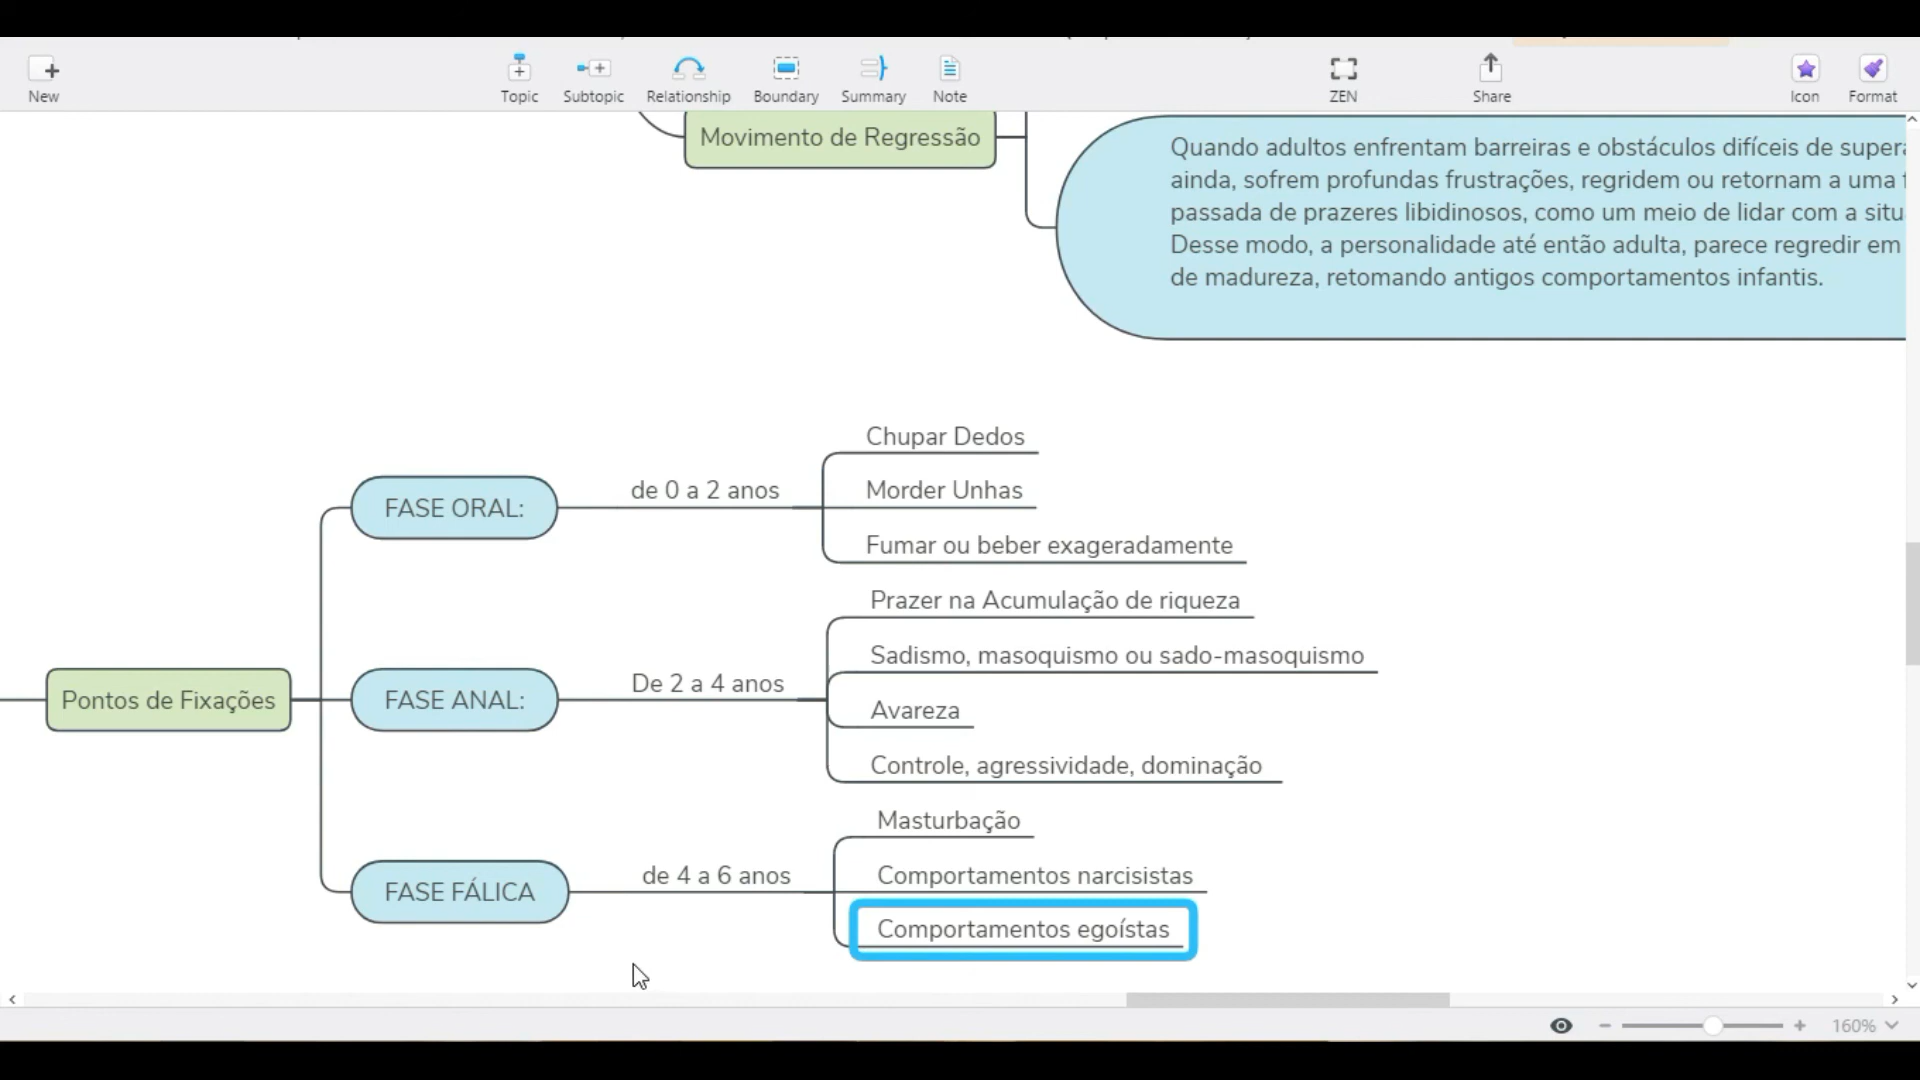 New
Topic
Subtopic
Relationship
Boundary
Summary
Note
ZEN
Share
Icon
Format
Movimento de Regressão
Quando adultos enfrentam barreiras e obstáculos difíceis de
ainda, sofrem profundas frustrações, regridem ou retornam a uma
passada de prazeres libidinosos, como um meio de lidar com a
Desse modo, a personalidade até então adulta, parece regredir em
de madureza, retomando antigos comportamentos infantis.
Pontos de Fixações
FASE ORAL:
de 0 a 2 anos
Chupar Dedos
Morder Unhas
Fumar ou beber exageradamente
FASE ANAL:
De 2 a 4 anos
Prazer na Acumulação de riqueza
Sadismo, masoquismo ou sado-masoquismo
Avareza
Controle, agressividade, dominação
FASE FÁLICA
de 4 a 6 anos
Masturbação
Comportamentos narcisistas
Comportamentos egoístas
160%